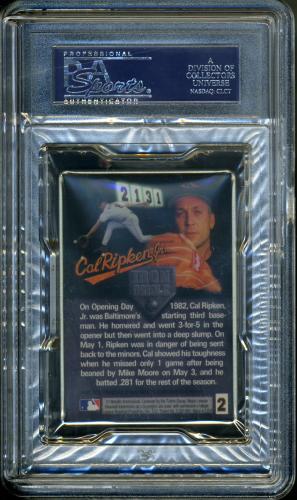 PROFESSIONAL
PSA
Sports
AUTHENTICATOR
A
DIVISION OF
COLLECTORS
UNIVERSE
NASDAQ: CLCT
2131
Cal Ripken, Jr.
IRON
On Opening Day 1982, Cal Ripken,
Jr. was Baltimore's starting third base-
man. He homered and went 3-for-5 in the
opener but then went into a deep slump. On
May 1, Ripken was in danger of being sent
back to the minors. Cal showed his toughness
when he missed only 1 game after being
beaned by Mike Moore on May 3, and he
batted .281 for the rest of the season.
2